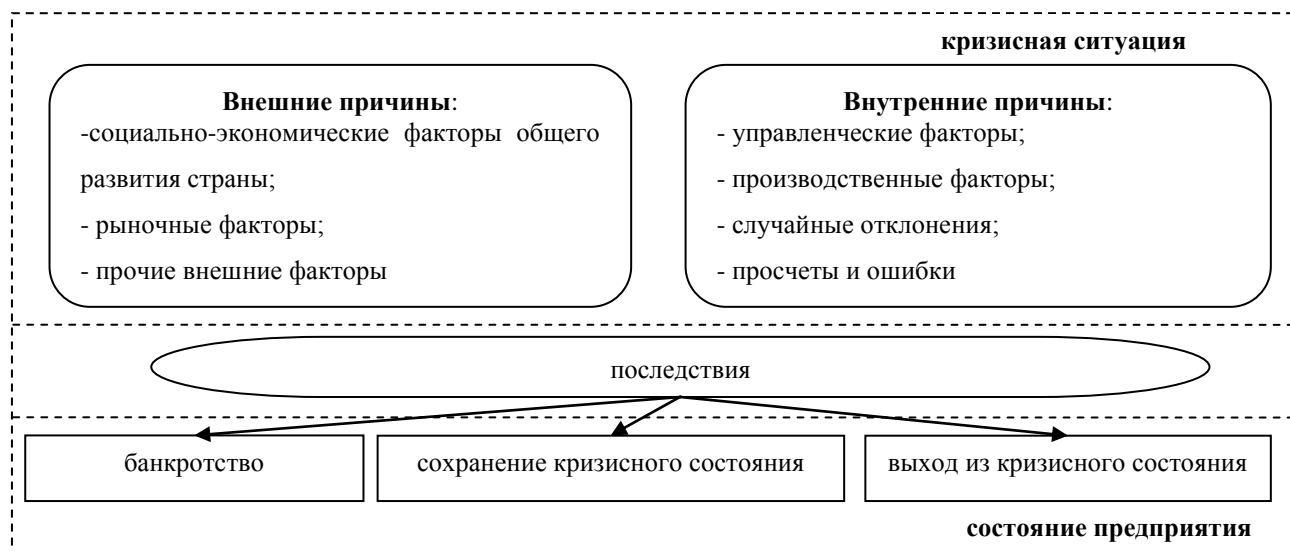 кризисная ситуация
Внешние причины:
-социально-экономические факторы общего
развития страны;
- рыночные факторы;
- прочие внешние факторы
Внутренние причины:
- управленческие факторы;
- производственные факторы;
- случайные отклонения;
- просчеты и ошибки
последствия
банкротство
сохранение кризисного состояния
выход из кризисного состояния
состояние предприятия